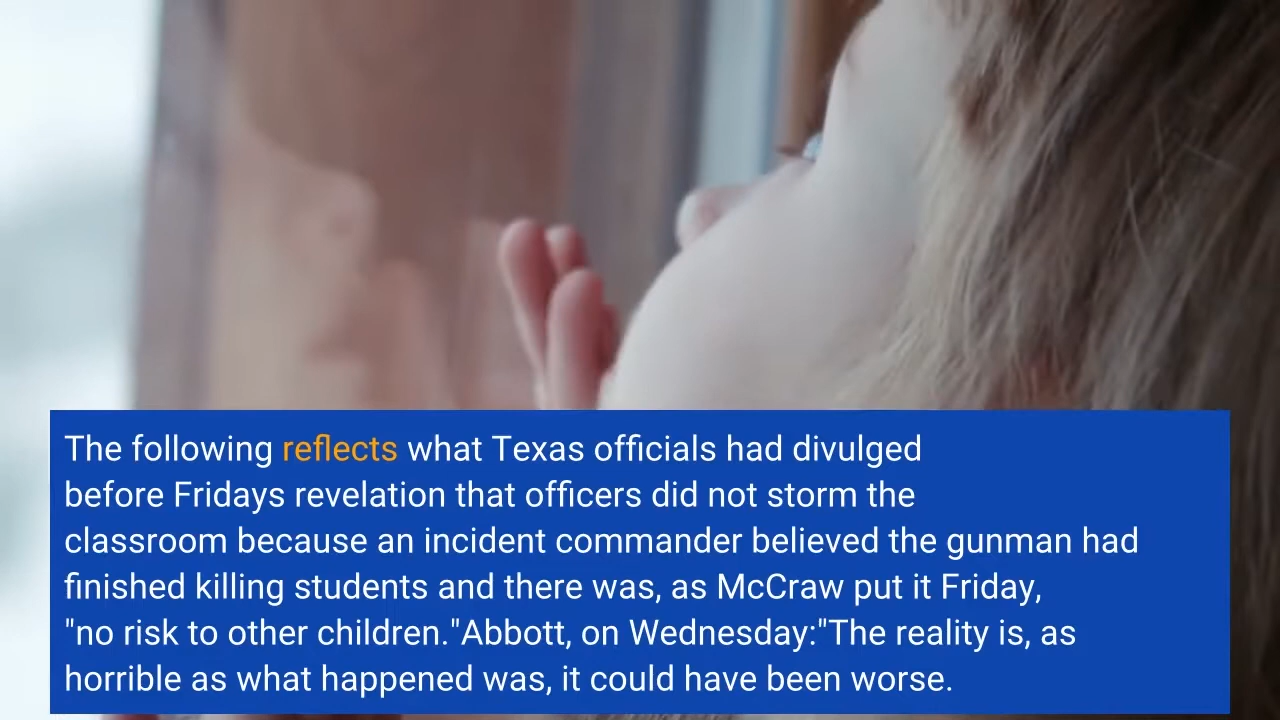 The following reflects what Texas officials had divulged
before Fridays revelation that officers did not storm the
classroom because an incident commander believed the gunman had
finished killing students and there was, as McCraw put it Friday,
"no risk to other children."Abbott, on Wednesday:"The reality is, as
horrible as what happened was, it could have been worse.